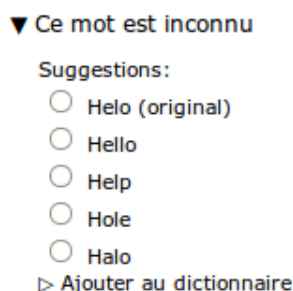 ▼ Ce mot est inconnu
Suggestions:
Helo (original)
Hello
Help
Hole
Halo
▷ Ajouter au dictionnaire